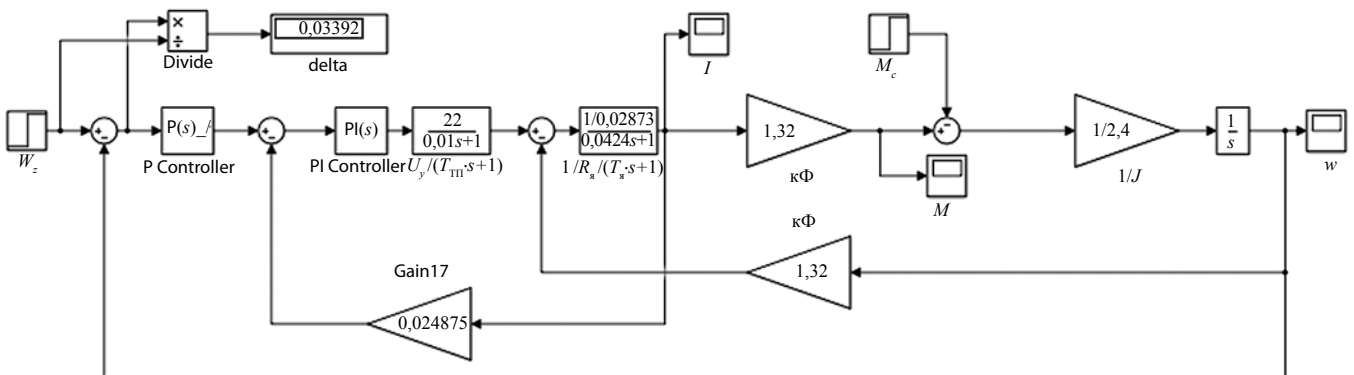 0,03392
×
÷
Divide
delta
I
M_c
P(s)_/
PI(s)
22
0,01s+1
1/0,02873
0,0424s+1
1,32
1/2,4
1
s
W_z
P Controller
PI Controller
U_y/(T_ТП·s+1)
1/R_я/(T_я·s+1)
кФ
M
1/J
w
кФ
1,32
Gain17
0,024875